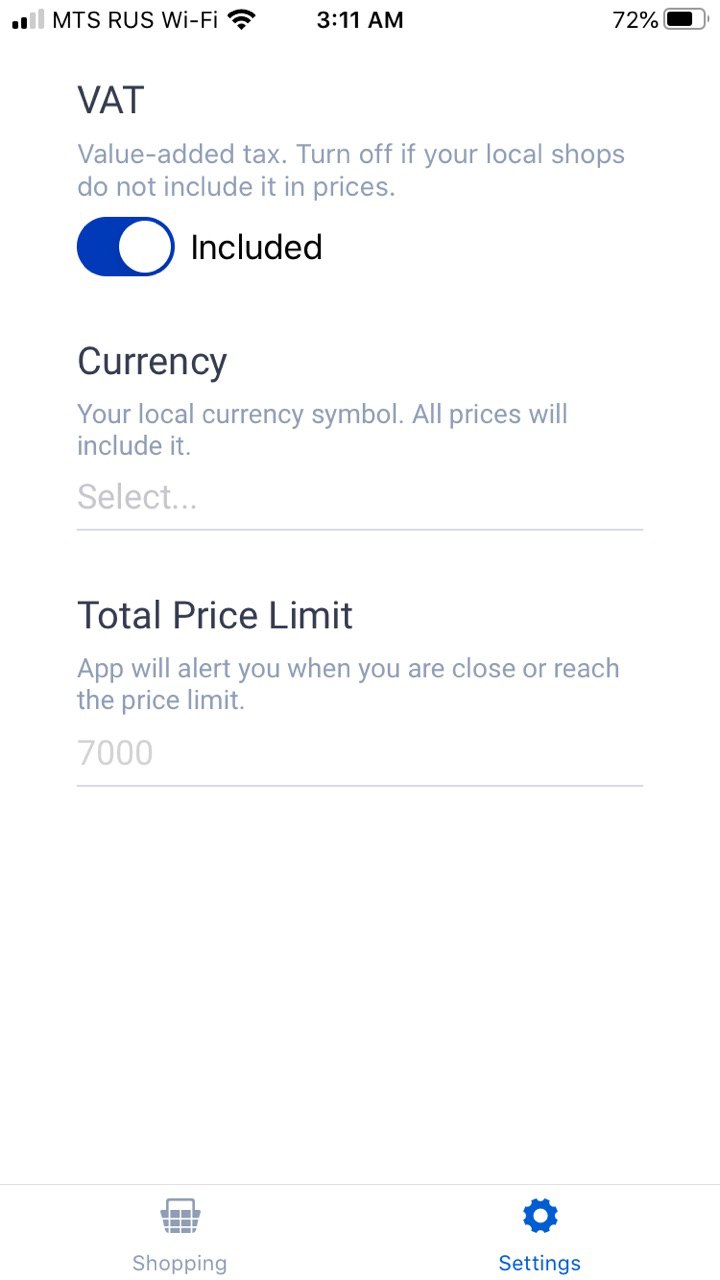 MTS RUS Wi-Fi 3:11 AM 72%
VAT
Value-added tax. Turn off if your local shops
do not include it in prices.
Included
Currency
Your local currency symbol. All prices will
include it.
Select...
Total Price Limit
App will alert you when you are close or reach
the price limit.
7000
Shopping Settings